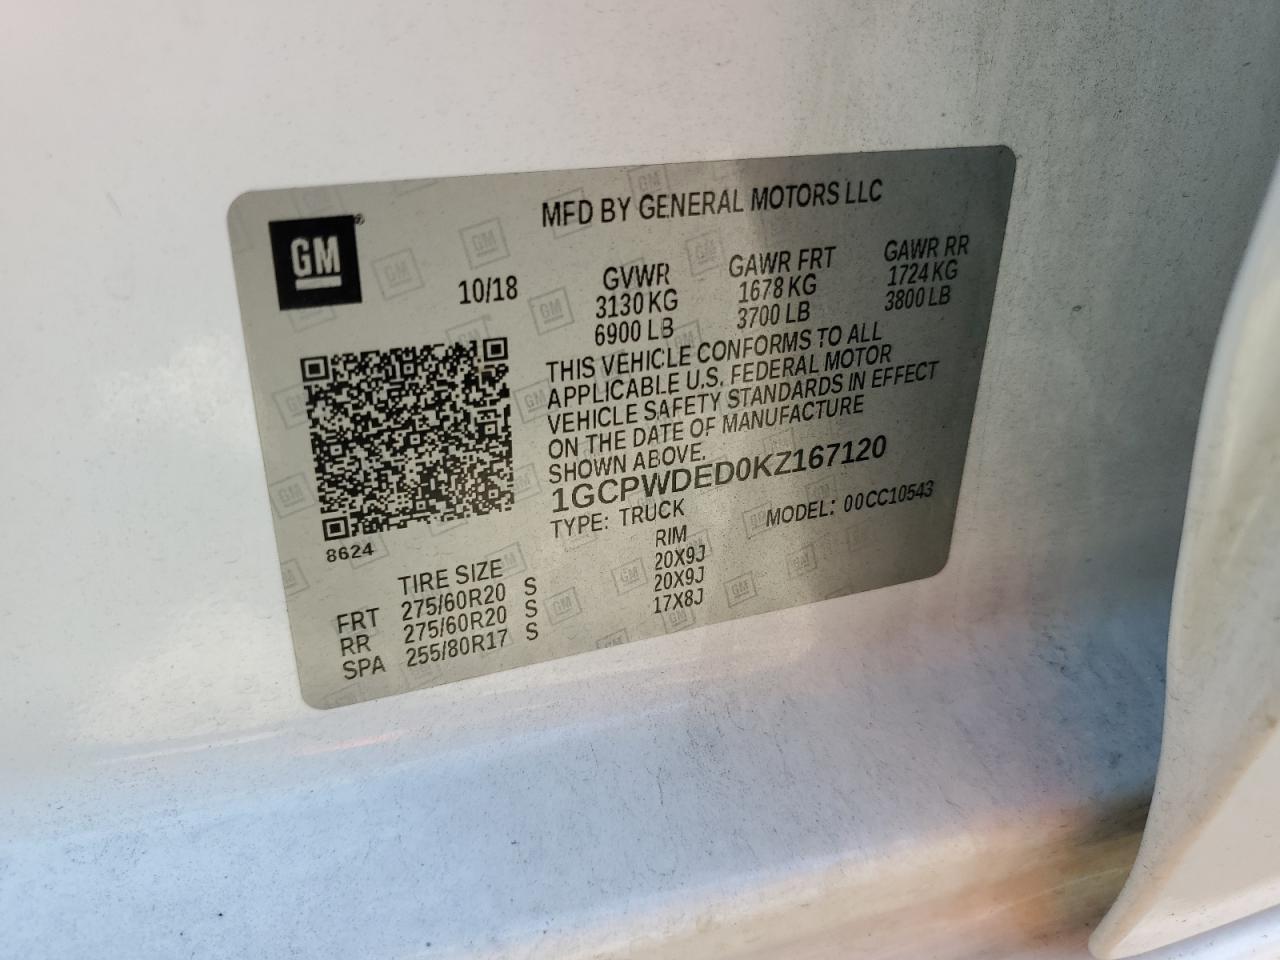 GM
MFD BY GENERAL MOTORS LLC
10/18
GVWR GAWR FRT GAWR RR
3130 KG 1678 KG 1724 KG
6900 LB 3700 LB 3800 LB
THIS VEHICLE CONFORMS TO ALL
APPLICABLE U.S. FEDERAL MOTOR
VEHICLE SAFETY STANDARDS IN EFFECT
ON THE DATE OF MANUFACTURE
SHOWN ABOVE.
1GCPWDED0KZ167120
TYPE: TRUCK MODEL: 00CC10543
8624
TIRE SIZE RIM
FRT 275/60R20 S 20X9J
RR 275/60R20 S 20X9J
SPA 255/80R17 S 17X8J